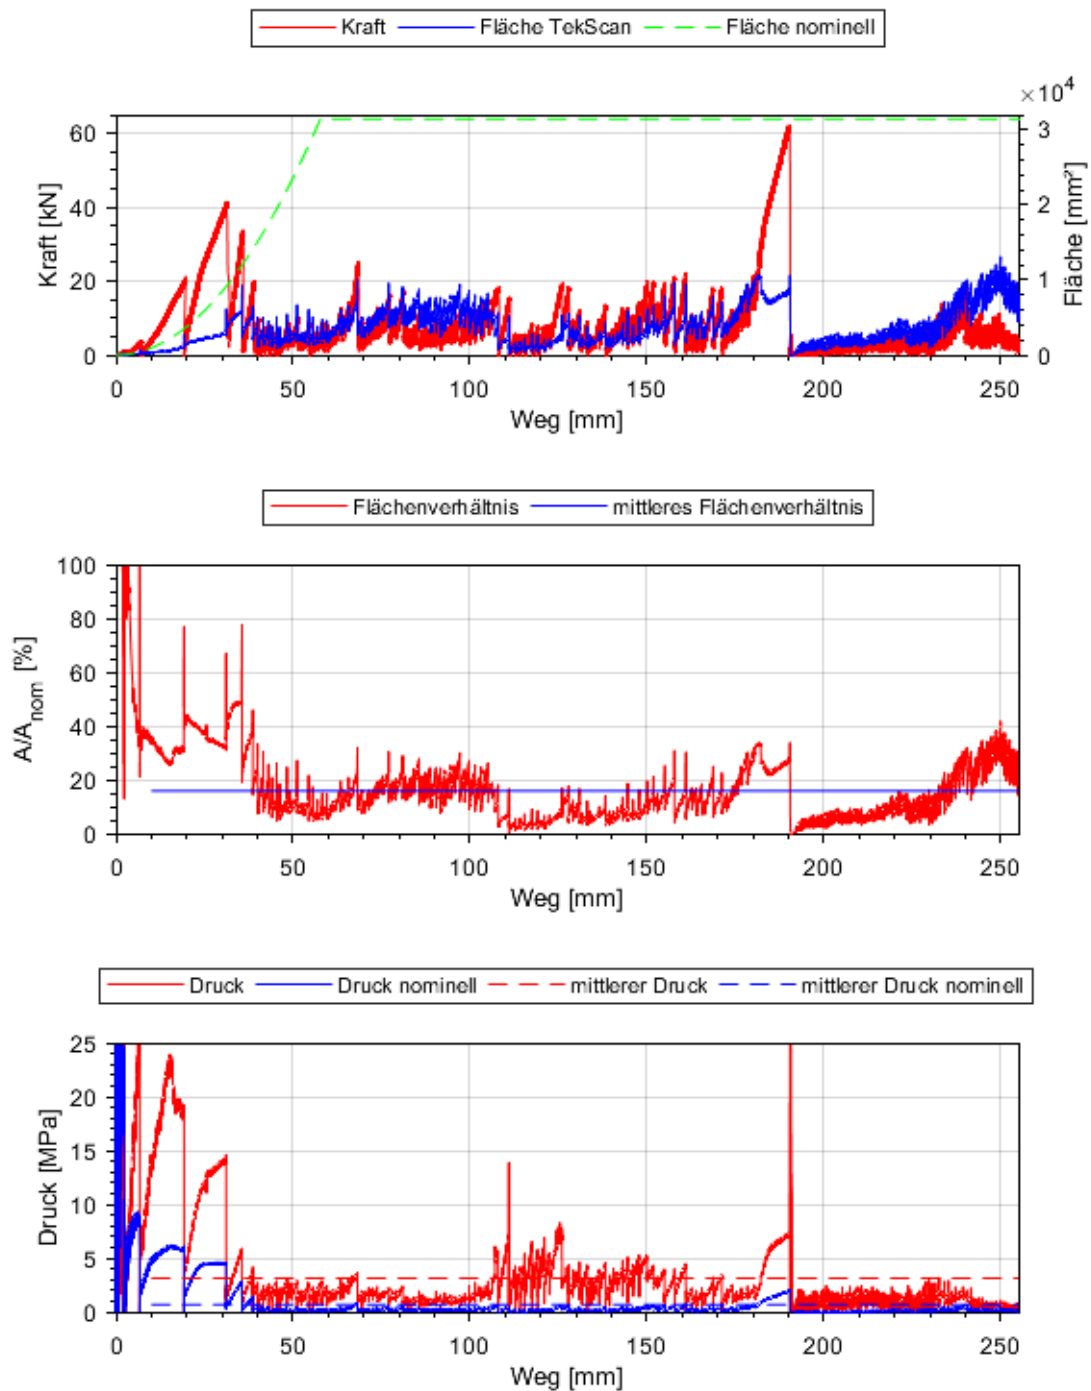 Kraft Fläche TekScan Fläche nominell
×10⁴
60
40
20
0
Kraft [kN]
3
2
1
0
Fläche [mm²]
0 50 100 150 200 250
Weg [mm]
Flächenverhältnis mittleres Flächenverhältnis
100
80
60
40
20
0
A/Anom [%]
0 50 100 150 200 250
Weg [mm]
Druck Druck nominell mittlerer Druck mittlerer Druck nominell
25
20
15
10
5
0
Druck [MPa]
0 50 100 150 200 250
Weg [mm]